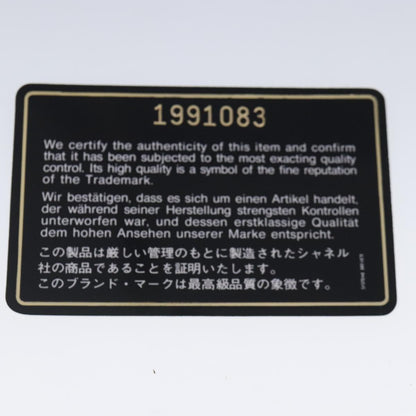 1991083
We certify the authenticity of this item and confirm
that it has been subjected to the most exacting quality
control. Its high quality is a symbol of the fine reputation
of the Trademark.
Wir bestätigen, dass es sich um einen Artikel handelt,
der während seiner Herstellung strengsten Kontrollen
unterworfen war, und dessen erstklassige Qualität
dem hohen Ansehen unserer Marke entspricht.
この製品は厳しい管理のもとに製造されたシャネル
社の商品であることを証明いたします。
このブランド・マークは最高級品質の象徴です。